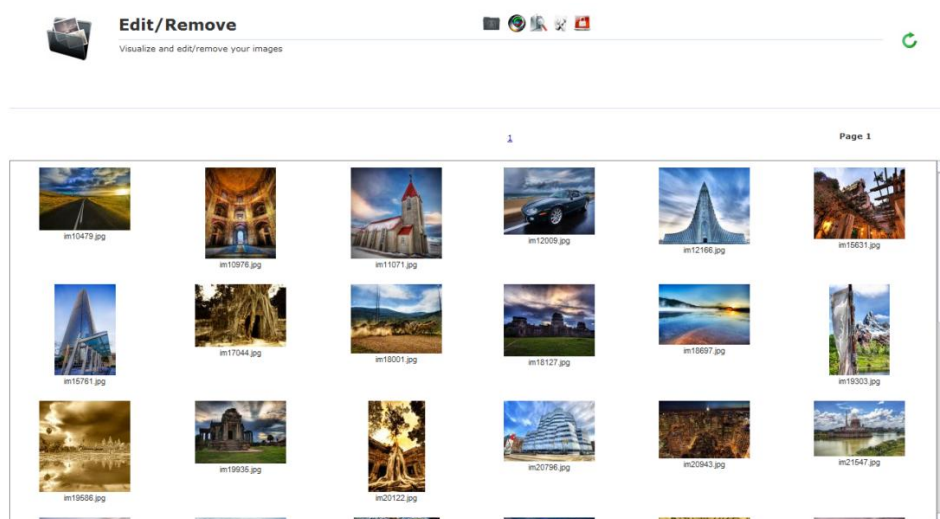 Edit/Remove
Visualize and edit/remove your images
1
Page 1
im10479.jpg
im10976.jpg
im11071.jpg
im12009.jpg
im12166.jpg
im15631.jpg
im15761.jpg
im17044.jpg
im18001.jpg
im18127.jpg
im18697.jpg
im19303.jpg
im19586.jpg
im19935.jpg
im20122.jpg
im20796.jpg
im20943.jpg
im21547.jpg